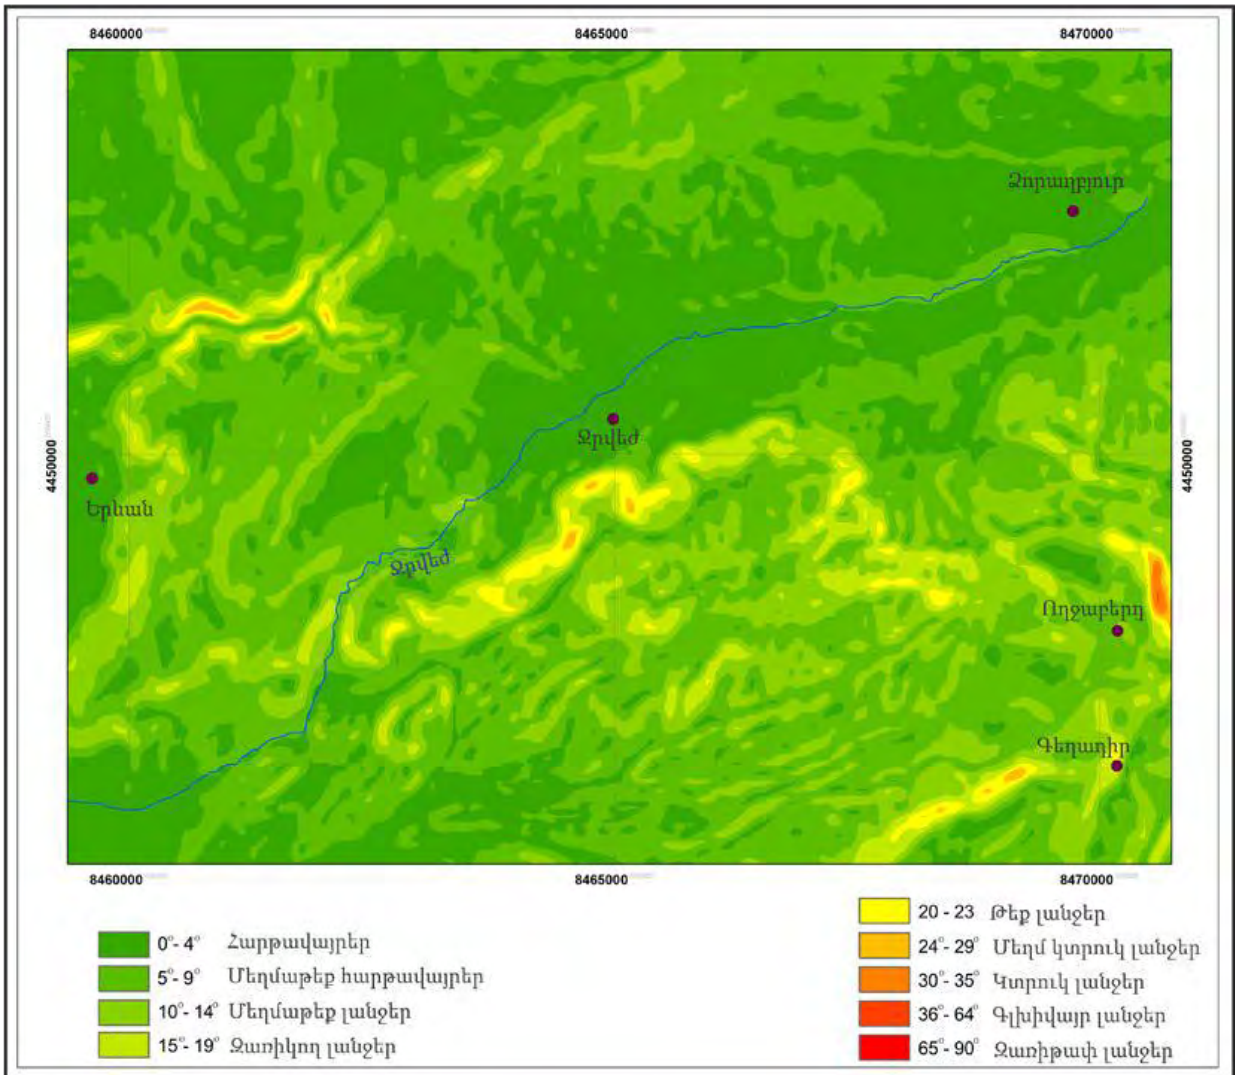 8460000 8465000 8470000
Ձորաղբյուր
Ջրվեժ
4450000 4450000
Երևան
Ջրվեժ
Ողջաբերդ
Գեղադիր
8460000 8465000 8470000
0°- 4° Հարթավայրեր
5°- 9° Մեղմաթեք հարթավայրեր
10°- 14° Մեղմաթեք լանջեր
15°- 19° Զառիկող լանջեր
20 - 23 Թեք լանջեր
24°- 29° Մեղմ կտրուկ լանջեր
30°- 35° Կտրուկ լանջեր
36°- 64° Գլխիվայր լանջեր
65°- 90° Զառիթափ լանջեր